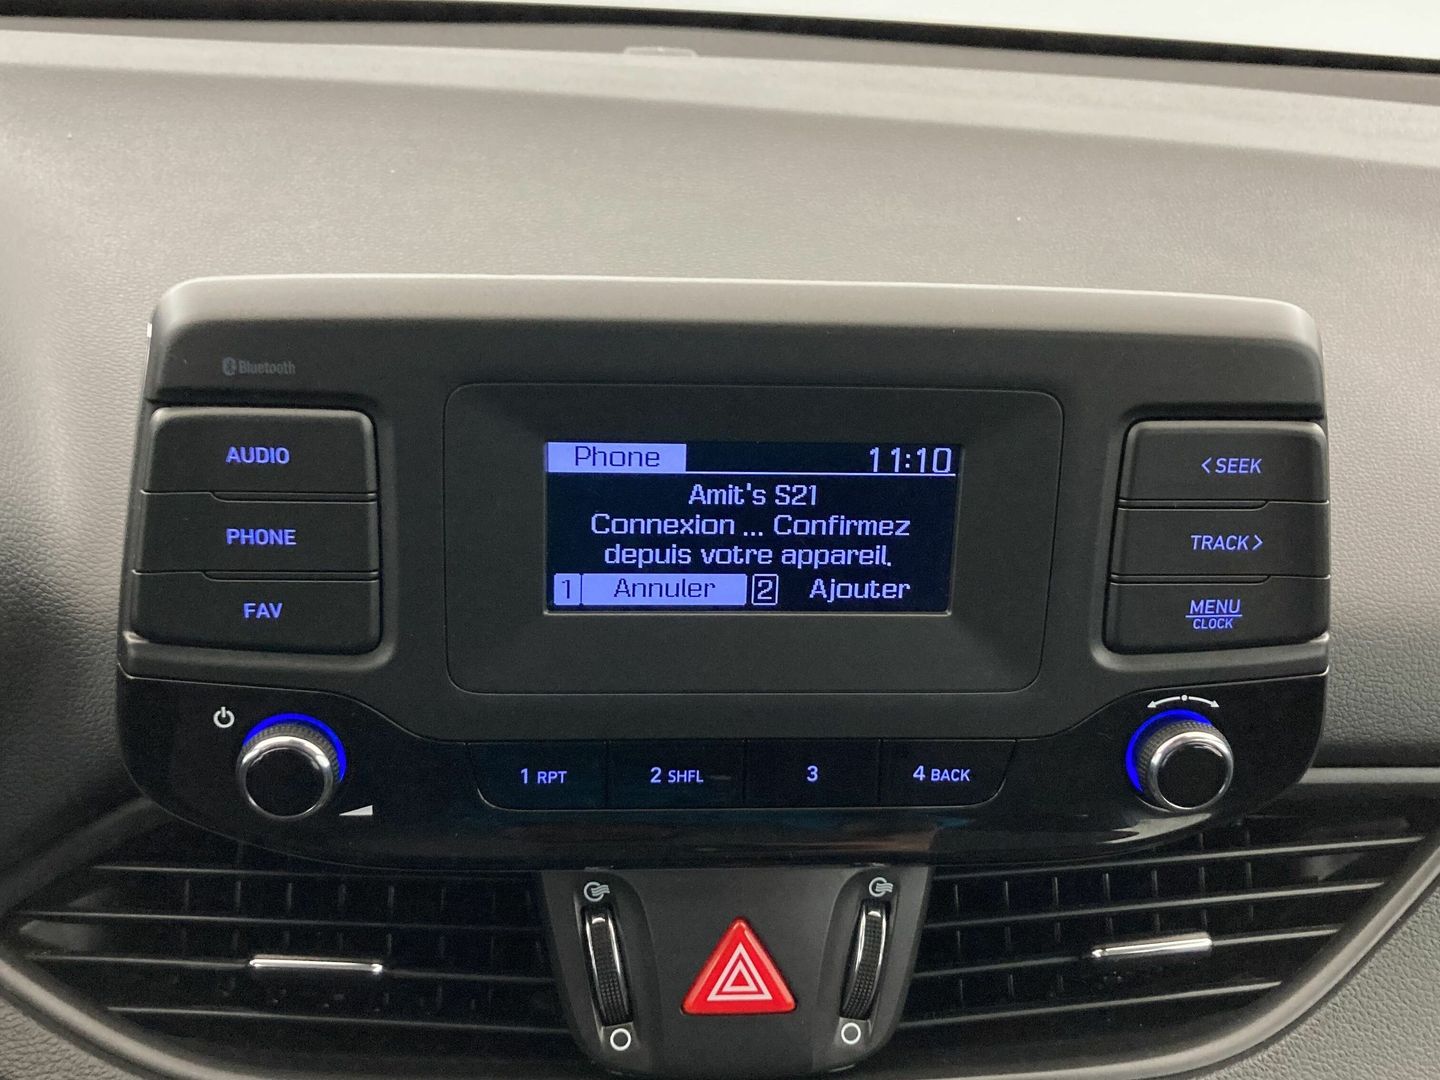 Bluetooth
AUDIO
PHONE
FAV
Phone 11:10
Amit's S21
Connexion ... Confirmez
depuis votre appareil.
1 Annuler 2 Ajouter
<SEEK
TRACK>
MENU
CLOCK
1 RPT
2 SHFL
3
4 BACK